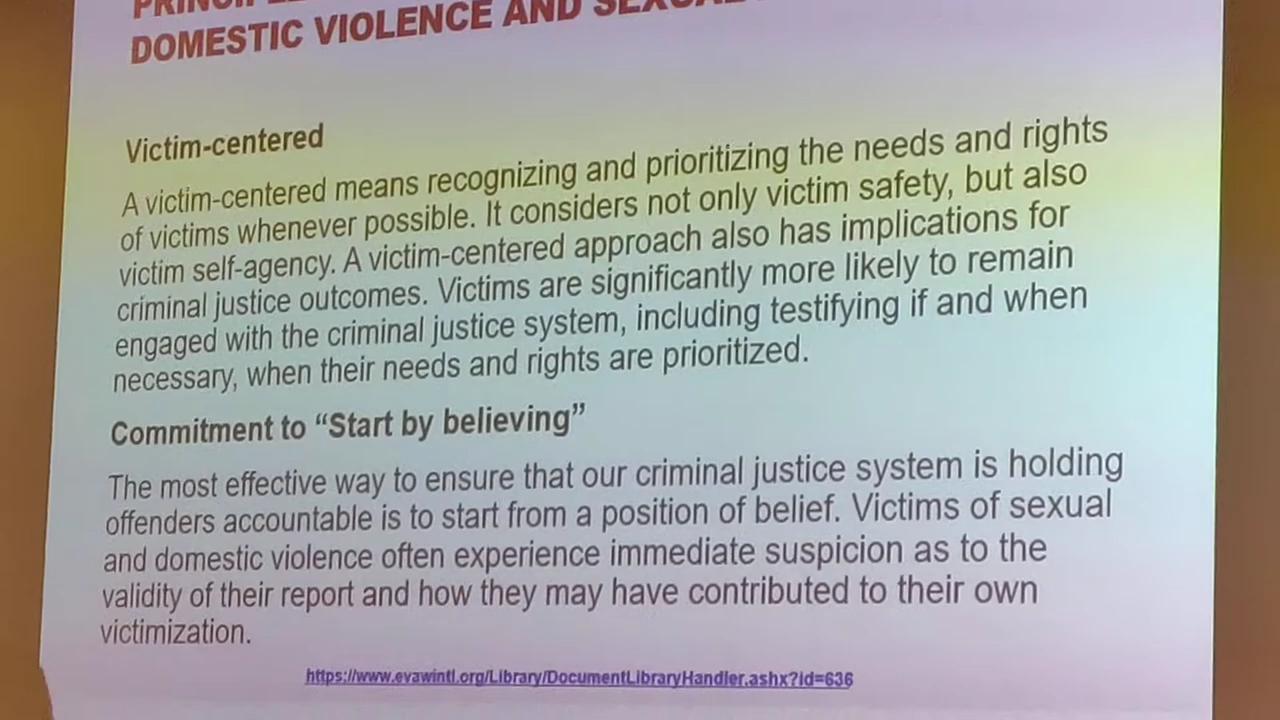 DOMESTIC VIOLENCE AND
Victim-centered
A victim-centered means recognizing and prioritizing the needs and rights
of victims whenever possible. It considers not only victim safety, but also
victim self-agency. A victim-centered approach also has implications for
criminal justice outcomes. Victims are significantly more likely to remain
engaged with the criminal justice system, including testifying if and when
necessary, when their needs and rights are prioritized.
Commitment to “Start by believing”
The most effective way to ensure that our criminal justice system is holding
offenders accountable is to start from a position of belief. Victims of sexual
and domestic violence often experience immediate suspicion as to the
validity of their report and how they may have contributed to their own
victimization.
https://www.evawintl.org/Library/DocumentLibraryHandler.ashx?id=636